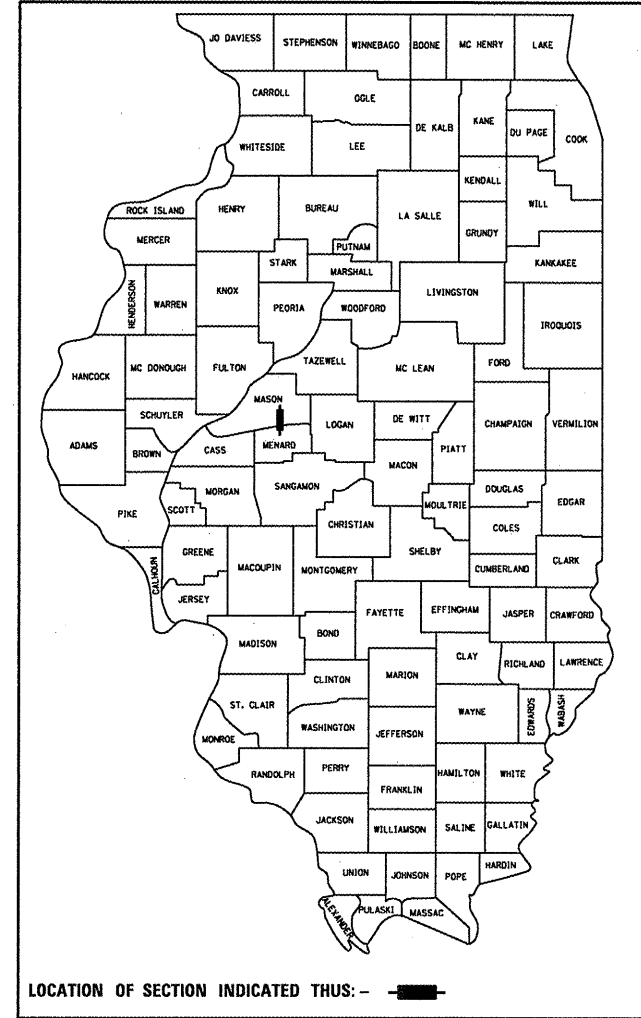 JO DAVIESS STEPHENSON WINNEBAGO BOONE MC HENRY LAKE
CARROLL OGLE DE KALB KANE DU PAGE COOK
WHITESIDE LEE
KENDALL WILL
ROCK ISLAND HENRY BUREAU LA SALLE GRUNDY
MERCER STARK PUTNAM KANKAKEE
MARSHALL
HENDERSON WARREN KNOX PEORIA WOODFORD LIVINGSTON IROQUOIS
HANCOCK MC DONOUGH FULTON TAZEWELL MC LEAN FORD
MASON
SCHUYLER LOGAN DE WITT CHAMPAIGN VERMILION
ADAMS BROWN CASS MENARD PIATT
MACON
MORGAN SANGAMON DOUGLAS EDGAR
PIKE SCOTT CHRISTIAN MOULTRIE COLES
GREENE MACOUPIN MONTGOMERY SHELBY CUMBERLAND CLARK
CALHOUN JERSEY FAYETTE EFFINGHAM JASPER CRAWFORD
MADISON BOND
CLINTON MARION CLAY RICHLAND LAWRENCE
ST. CLAIR WAYNE EDWARDS WABASH
MONROE WASHINGTON JEFFERSON
RANDOLPH PERRY HAMILTON WHITE
FRANKLIN
JACKSON WILLIAMSON SALINE GALLATIN
UNION JOHNSON POPE HARDIN
ALEXANDER PULASKI MASSAC
LOCATION OF SECTION INDICATED THUS: -